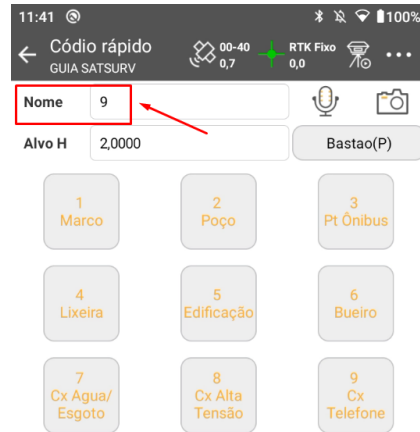 11:41 100%
Códio rápido 00-40 RTK Fixo
GUIA SATSURV 0,7 0,0
Nome 9
Alvo H 2,0000 Bastao(P)
1 2 3
Marco Poço Pt Ônibus
4 5 6
Lixeira Edificação Bueiro
7 8 9
Cx Agua/ Cx Alta Cx
Esgoto Tensão Telefone